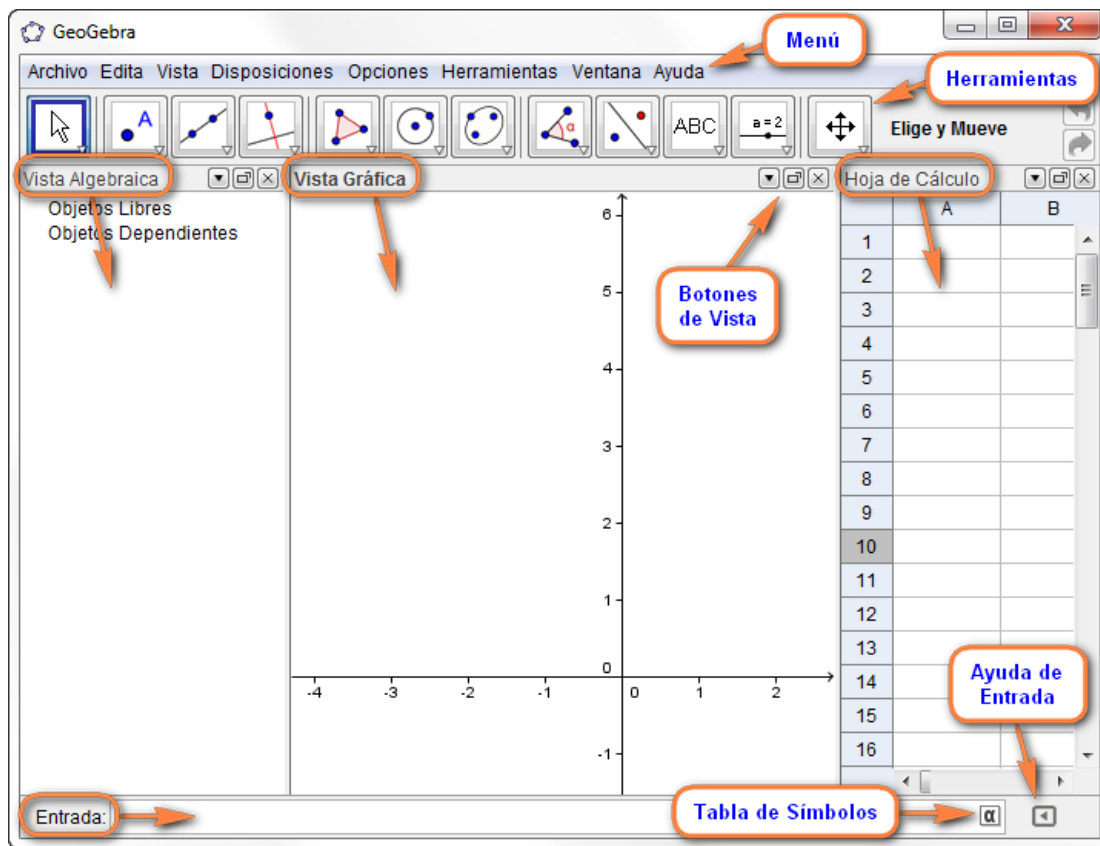 GeoGebra
Menú
Archivo Edita Vista Disposiciones Opciones Herramientas Ventana Ayuda
Herramientas
A
α
ABC
a=2
Elige y Mueve
Vista Algebraica
Vista Gráfica
Hoja de Cálculo
Objetos Libres
Objetos Dependientes
Botones
de Vista
A B
1
2
3
4
5
6
7
8
9
10
11
12
13
14
15
16
6
5
4
3
2
1
0
-4 -3 -2 -1 0 1 2
-1
Ayuda de
Entrada
Entrada:
Tabla de Símbolos
α